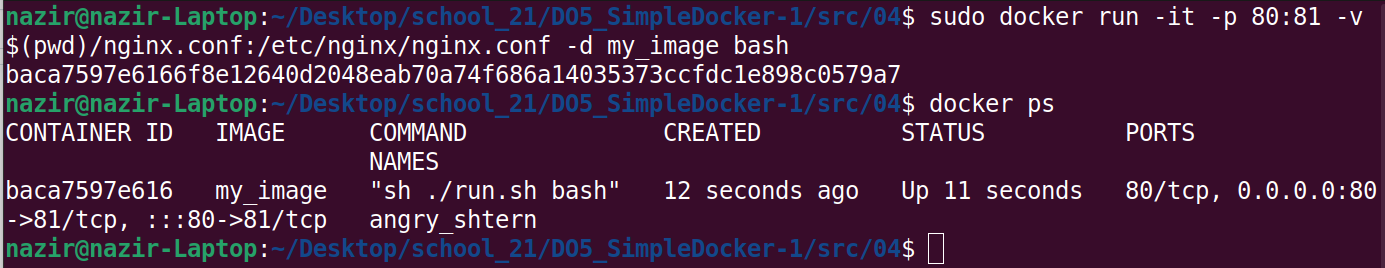 nazir@nazir-Laptop:~/Desktop/school_21/DO5_SimpleDocker-1/src/04$ sudo docker run -it -p 80:81 -v
$(pwd)/nginx.conf:/etc/nginx/nginx.conf -d my_image bash
baca7597e6166f8e12640d2048eab70a74f686a14035373ccfdc1e898c0579a7
nazir@nazir-Laptop:~/Desktop/school_21/DO5_SimpleDocker-1/src/04$ docker ps
CONTAINER ID   IMAGE      COMMAND              CREATED          STATUS          PORTS
                          NAMES
baca7597e616   my_image   "sh ./run.sh bash"   12 seconds ago   Up 11 seconds   80/tcp, 0.0.0.0:80
->81/tcp, :::80->81/tcp   angry_shtern
nazir@nazir-Laptop:~/Desktop/school_21/DO5_SimpleDocker-1/src/04$